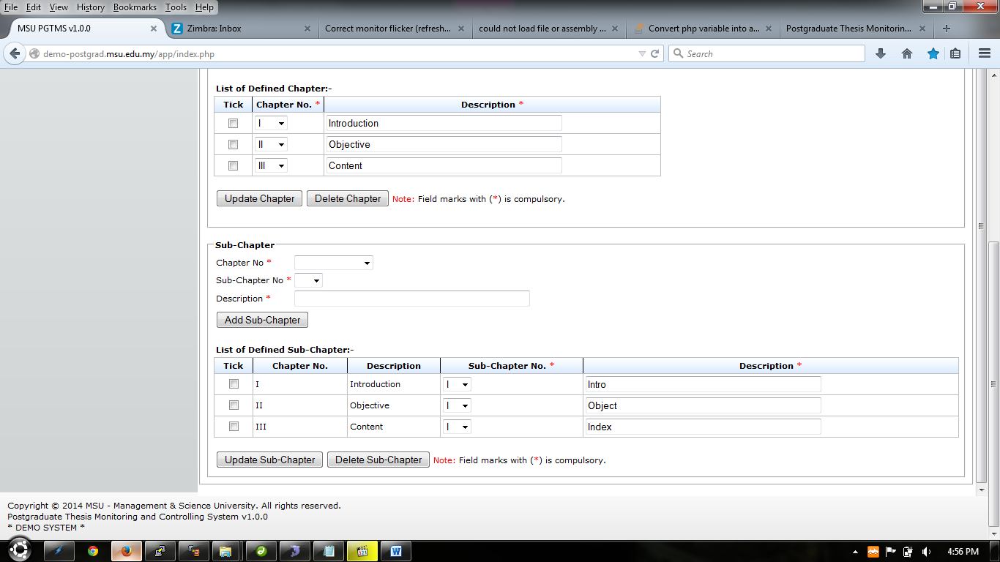 File Edit View History Bookmarks Tools Help
MSU PGTMS v1.0.0
Zimbra: Inbox
Correct monitor flicker (refresh...
could not load file or assembly ...
Convert php variable into a...
Postgraduate Thesis Monitorin...
demo-postgrad.msu.edu.my/app/index.php
Search
List of Defined Chapter:-
Tick Chapter No. * Description *
I Introduction
II Objective
III Content
Update Chapter Delete Chapter Note: Field marks with (*) is compulsory.
Sub-Chapter
Chapter No *
Sub-Chapter No *
Description *
Add Sub-Chapter
List of Defined Sub-Chapter:-
Tick Chapter No. Description Sub-Chapter No. * Description *
I Introduction I Intro
II Objective I Object
III Content I Index
Update Sub-Chapter Delete Sub-Chapter Note: Field marks with (*) is compulsory.
Copyright © 2014 MSU - Management & Science University. All rights reserved.
Postgraduate Thesis Monitoring and Controlling System v1.0.0
* DEMO SYSTEM *
4:56 PM